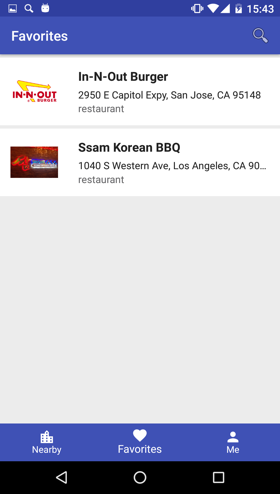 15:43
Favorites
IN-N-OUT
BURGER
In-N-Out Burger
2950 E Capitol Expy, San Jose, CA 95148
restaurant
Ssam Korean BBQ
1040 S Western Ave, Los Angeles, CA 90...
restaurant
Nearby
Favorites
Me